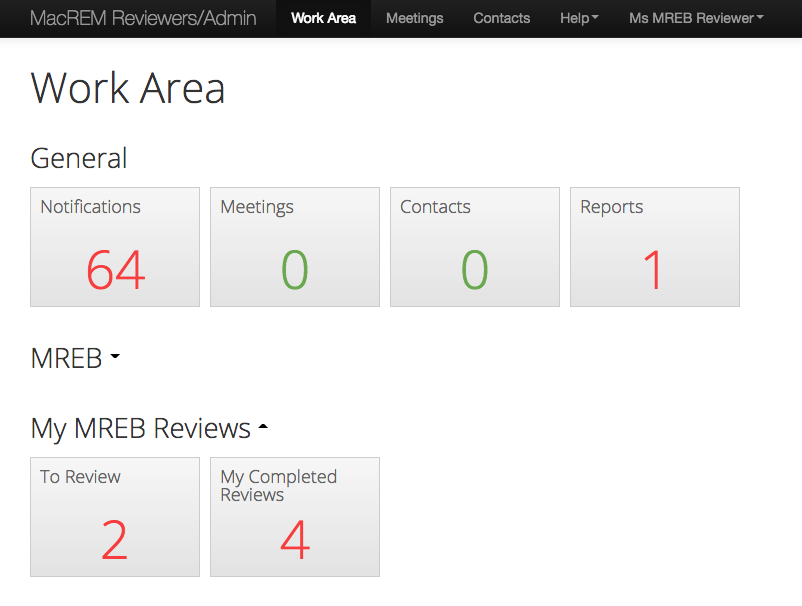 MacREM Reviewers/Admin Work Area Meetings Contacts Help Ms MREB Reviewer
Work Area
General
Notifications Meetings Contacts Reports
64 0 0 1
MREB
My MREB Reviews
To Review My Completed
Reviews
2 4